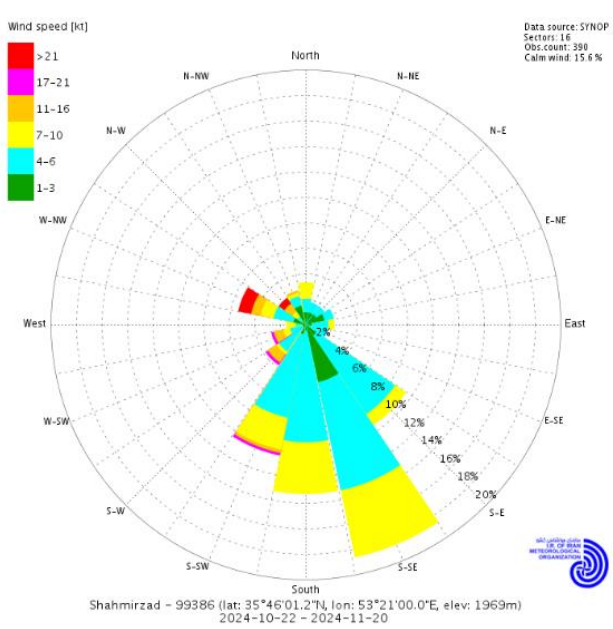 Wind speed [kt]
>21
17-21
11-16
7-10
4-6
1-3
Data source: SYNOP
Sectors: 16
Obs.count: 390
Calm wind: 15.6 %
North
N-NW
N-NE
N-W
N-E
W-NW
E-NE
West
East
W-SW
E-SE
S-W
S-E
S-SW
S-SE
South
2%
4%
6%
8%
10%
12%
14%
16%
18%
20%
I.R. OF IRAN
METEOROLOGICAL
ORGANIZATION
Shahmirzad - 99386 (lat: 35°46'01.2"N, lon: 53°21'00.0"E, elev: 1969m)
2024-10-22 - 2024-11-20